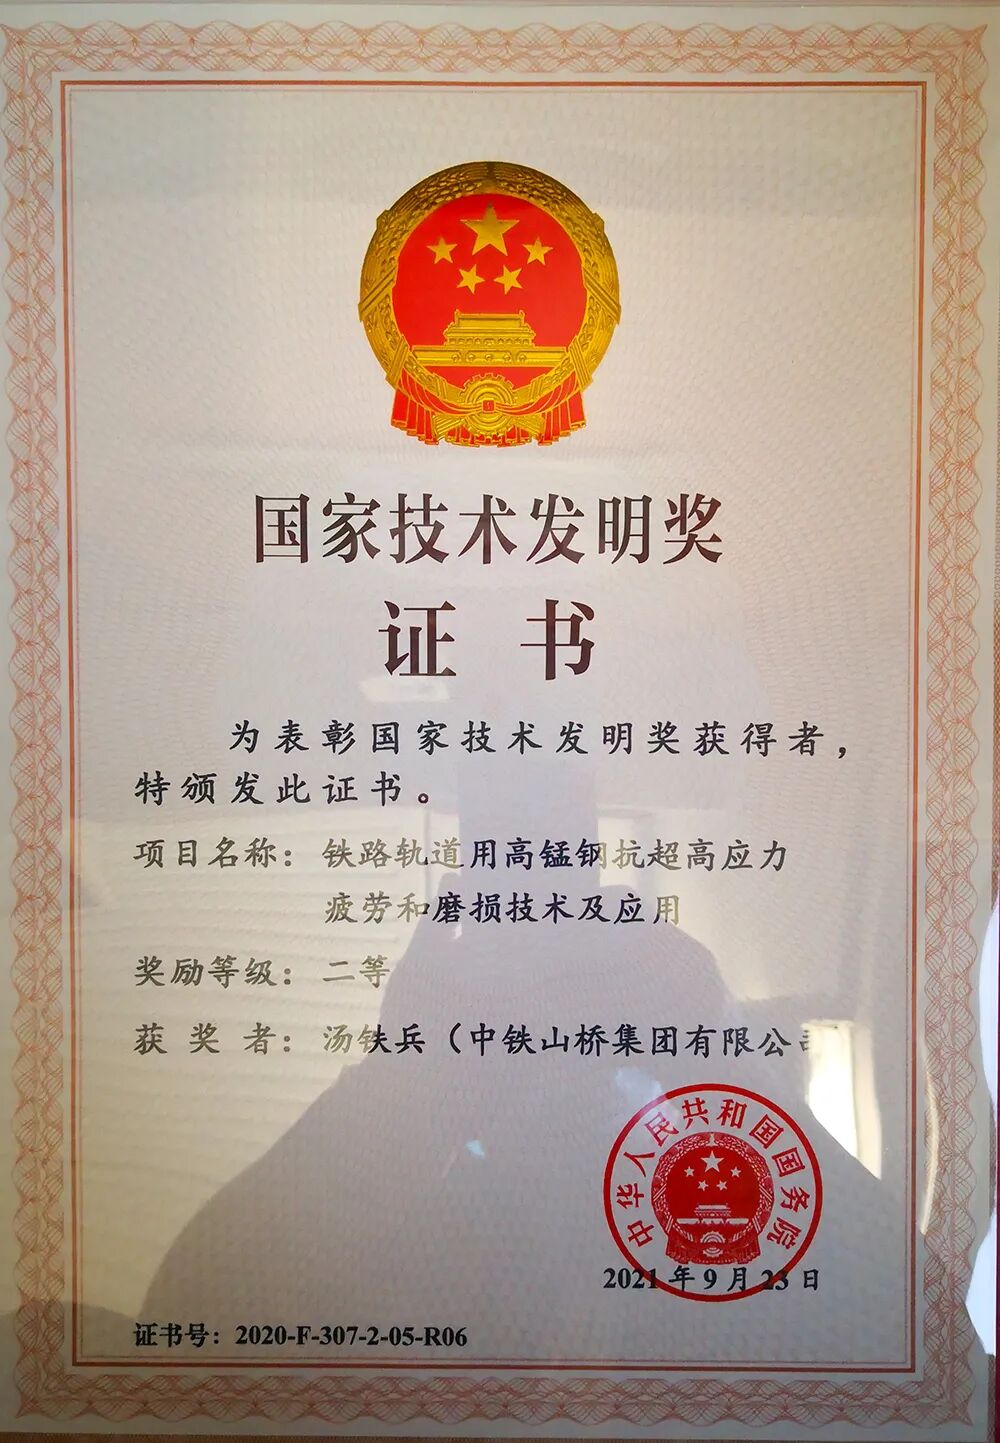 国家技术发明奖
证书
为表彰国家技术发明奖获得者，
特颁发此证书。
项目名称：铁路轨道用高锰钢抗超高应力
疲劳和磨损技术及应用
奖励等级：二等
获奖者：汤铁兵（中铁山桥集团有限公司
中华人民共和国国务院
2021年9月23日
证书号：2020-F-307-2-05-R06